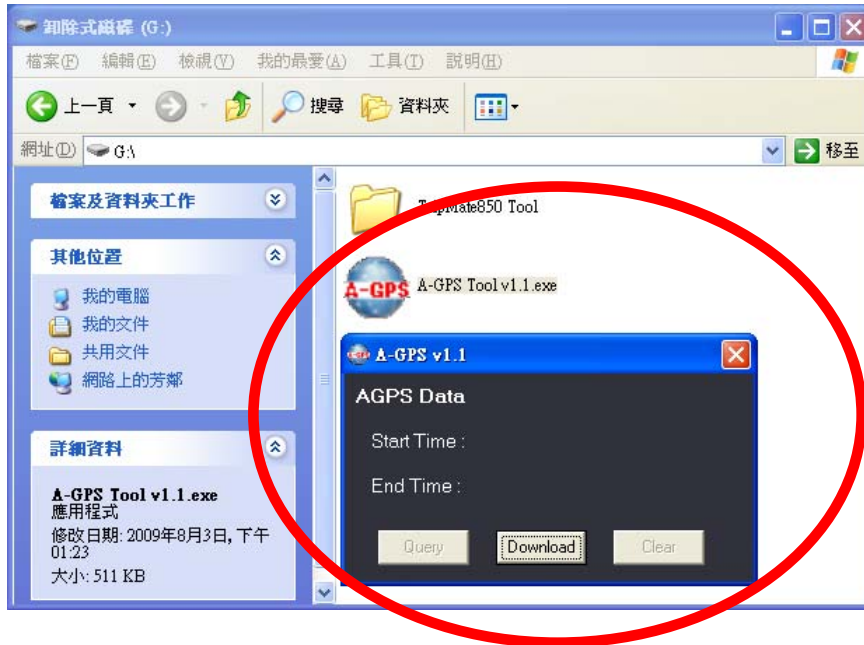 卸除式磁碟 (G:)
檔案(F) 編輯(E) 檢視(V) 我的最愛(A) 工具(T) 說明(H)
上一頁 搜尋 資料夾
網址(D) G:\ 移至
檔案及資料夾工作
其他位置
我的電腦
我的文件
共用文件
網路上的芳鄰
詳細資料
A-GPS Tool v1.1.exe
應用程式
修改日期: 2009年8月3日, 下午
01:23
大小: 511 KB
TripMate850 Tool
A-GPS
A-GPS Tool v1.1.exe
A-GPS v1.1
AGPS Data
Start Time :
End Time :
Query Download Clear